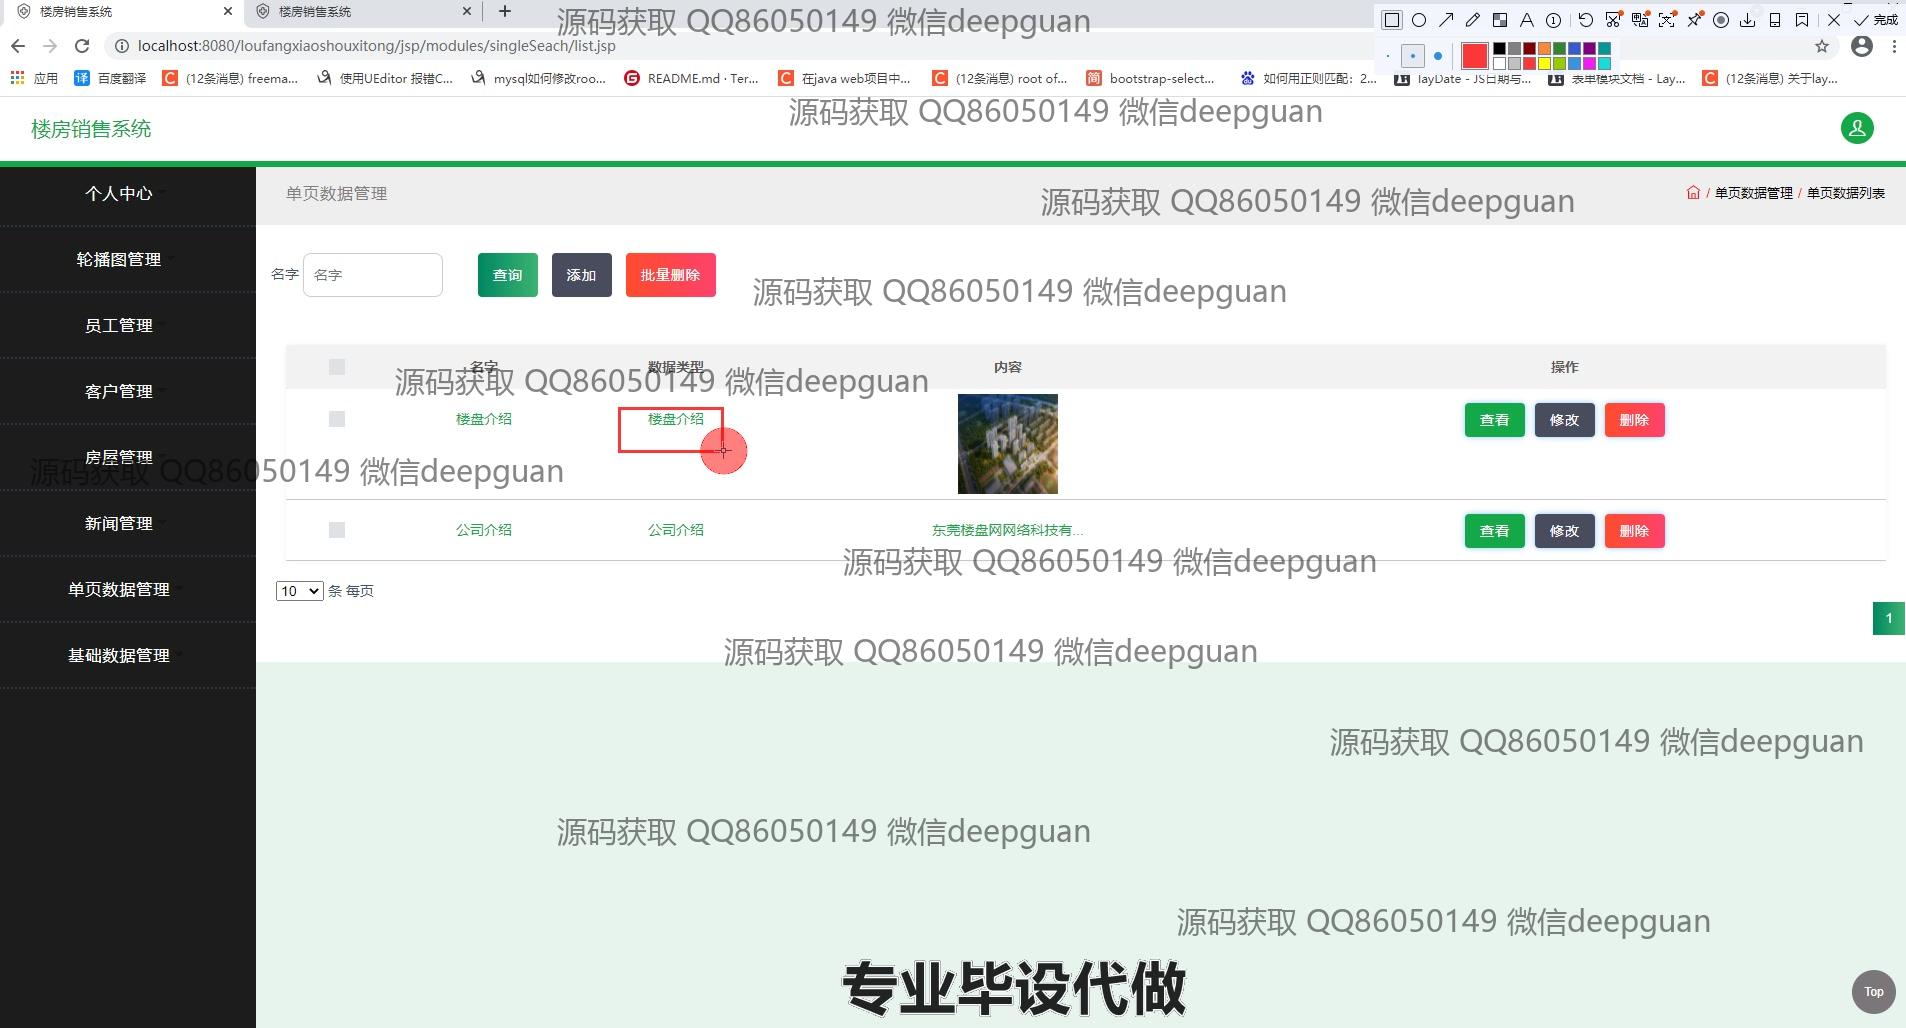 楼房销售系统
楼房销售系统
源码获取 QQ86050149 微信deepguan
完成
localhost:8080/loufangxiaoshouxitong/jsp/modules/singleSeach/list.jsp
应用
百度翻译
(12条消息) freema...
使用UEditor 报错C...
mysql如何修改roo...
README.md · Ter...
在java web项目中...
(12条消息) root of...
bootstrap-select...
如何用正则匹配：2...
layDate - JS日期与...
表单模块文档 - Lay...
(12条消息) 关于lay...
源码获取 QQ86050149 微信deepguan
楼房销售系统
个人中心
轮播图管理
员工管理
客户管理
房屋管理
新闻管理
单页数据管理
基础数据管理
单页数据管理
源码获取 QQ86050149 微信deepguan
/ 单页数据管理 / 单页数据列表
名字
名字
查询
添加
批量删除
源码获取 QQ86050149 微信deepguan
名字
数据类型
内容
操作
源码获取 QQ86050149 微信deepguan
楼盘介绍
楼盘介绍
查看
修改
删除
源码获取 QQ86050149 微信deepguan
公司介绍
公司介绍
东莞楼盘网网络科技有...
查看
修改
删除
源码获取 QQ86050149 微信deepguan
10 条 每页
1
源码获取 QQ86050149 微信deepguan
源码获取 QQ86050149 微信deepguan
源码获取 QQ86050149 微信deepguan
源码获取 QQ86050149 微信deepguan
专业毕设代做
Top